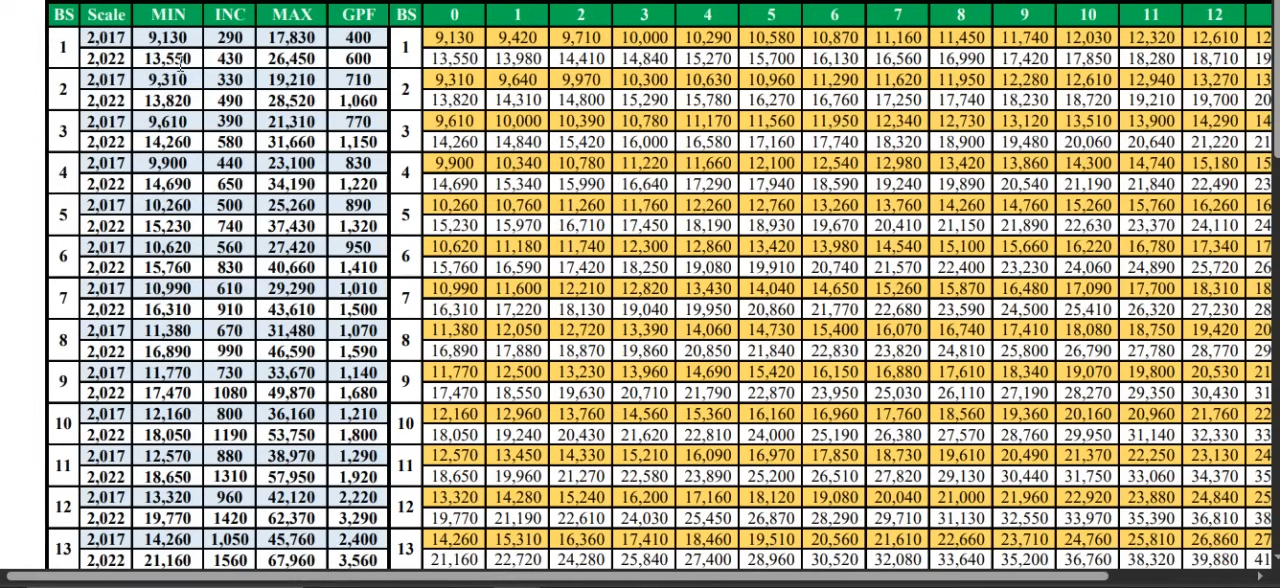 BS Scale MIN INC MAX GPF BS 0 1 2 3 4 5 6 7 8 9 10 11 12
1 2,017 9,130 290 17,830 400 1 9,130 9,420 9,710 10,000 10,290 10,580 10,870 11,160 11,450 11,740 12,030 12,320 12,610 12
2,022 13,550 430 26,450 600 13,550 13,980 14,410 14,840 15,270 15,700 16,130 16,560 16,990 17,420 17,850 18,280 18,710 19
2 2,017 9,310 330 19,210 710 2 9,310 9,640 9,970 10,300 10,630 10,960 11,290 11,620 11,950 12,280 12,610 12,940 13,270 13
2,022 13,820 490 28,520 1,060 13,820 14,310 14,800 15,290 15,780 16,270 16,760 17,250 17,740 18,230 18,720 19,210 19,700 20
3 2,017 9,610 390 21,310 770 3 9,610 10,000 10,390 10,780 11,170 11,560 11,950 12,340 12,730 13,120 13,510 13,900 14,290 14
2,022 14,260 580 31,660 1,150 14,260 14,840 15,420 16,000 16,580 17,160 17,740 18,320 18,900 19,480 20,060 20,640 21,220 21
4 2,017 9,900 440 23,100 830 4 9,900 10,340 10,780 11,220 11,660 12,100 12,540 12,980 13,420 13,860 14,300 14,740 15,180 15
2,022 14,690 650 34,190 1,220 14,690 15,340 15,990 16,640 17,290 17,940 18,590 19,240 19,890 20,540 21,190 21,840 22,490 23
5 2,017 10,260 500 25,260 890 5 10,260 10,760 11,260 11,760 12,260 12,760 13,260 13,760 14,260 14,760 15,260 15,760 16,260 16
2,022 15,230 740 37,430 1,320 15,230 15,970 16,710 17,450 18,190 18,930 19,670 20,410 21,150 21,890 22,630 23,370 24,110 24
6 2,017 10,620 560 27,420 950 6 10,620 11,180 11,740 12,300 12,860 13,420 13,980 14,540 15,100 15,660 16,220 16,780 17,340 17
2,022 15,760 830 40,660 1,410 15,760 16,590 17,420 18,250 19,080 19,910 20,740 21,570 22,400 23,230 24,060 24,890 25,720 26
7 2,017 10,990 610 29,290 1,010 7 10,990 11,600 12,210 12,820 13,430 14,040 14,650 15,260 15,870 16,480 17,090 17,700 18,310 18
2,022 16,310 910 43,610 1,500 16,310 17,220 18,130 19,040 19,950 20,860 21,770 22,680 23,590 24,500 25,410 26,320 27,230 28
8 2,017 11,380 670 31,480 1,070 8 11,380 12,050 12,720 13,390 14,060 14,730 15,400 16,070 16,740 17,410 18,080 18,750 19,420 20
2,022 16,890 990 46,590 1,590 16,890 17,880 18,870 19,860 20,850 21,840 22,830 23,820 24,810 25,800 26,790 27,780 28,770 29
9 2,017 11,770 730 33,670 1,140 9 11,770 12,500 13,230 13,960 14,690 15,420 16,150 16,880 17,610 18,340 19,070 19,800 20,530 21
2,022 17,470 1080 49,870 1,680 17,470 18,550 19,630 20,710 21,790 22,870 23,950 25,030 26,110 27,190 28,270 29,350 30,430 31
10 2,017 12,160 800 36,160 1,210 10 12,160 12,960 13,760 14,560 15,360 16,160 16,960 17,760 18,560 19,360 20,160 20,960 21,760 22
2,022 18,050 1190 53,750 1,800 18,050 19,240 20,430 21,620 22,810 24,000 25,190 26,380 27,570 28,760 29,950 31,140 32,330 33
11 2,017 12,570 880 38,970 1,290 11 12,570 13,450 14,330 15,210 16,090 16,970 17,850 18,730 19,610 20,490 21,370 22,250 23,130 24
2,022 18,650 1310 57,950 1,920 18,650 19,960 21,270 22,580 23,890 25,200 26,510 27,820 29,130 30,440 31,750 33,060 34,370 35
12 2,017 13,320 960 42,120 2,220 12 13,320 14,280 15,240 16,200 17,160 18,120 19,080 20,040 21,000 21,960 22,920 23,880 24,840 25
2,022 19,770 1420 62,370 3,290 19,770 21,190 22,610 24,030 25,450 26,870 28,290 29,710 31,130 32,550 33,970 35,390 36,810 38
13 2,017 14,260 1,050 45,760 2,400 13 14,260 15,310 16,360 17,410 18,460 19,510 20,560 21,610 22,660 23,710 24,760 25,810 26,860 27
2,022 21,160 1560 67,960 3,560 21,160 22,720 24,280 25,840 27,400 28,960 30,520 32,080 33,640 35,200 36,760 38,320 39,880 41